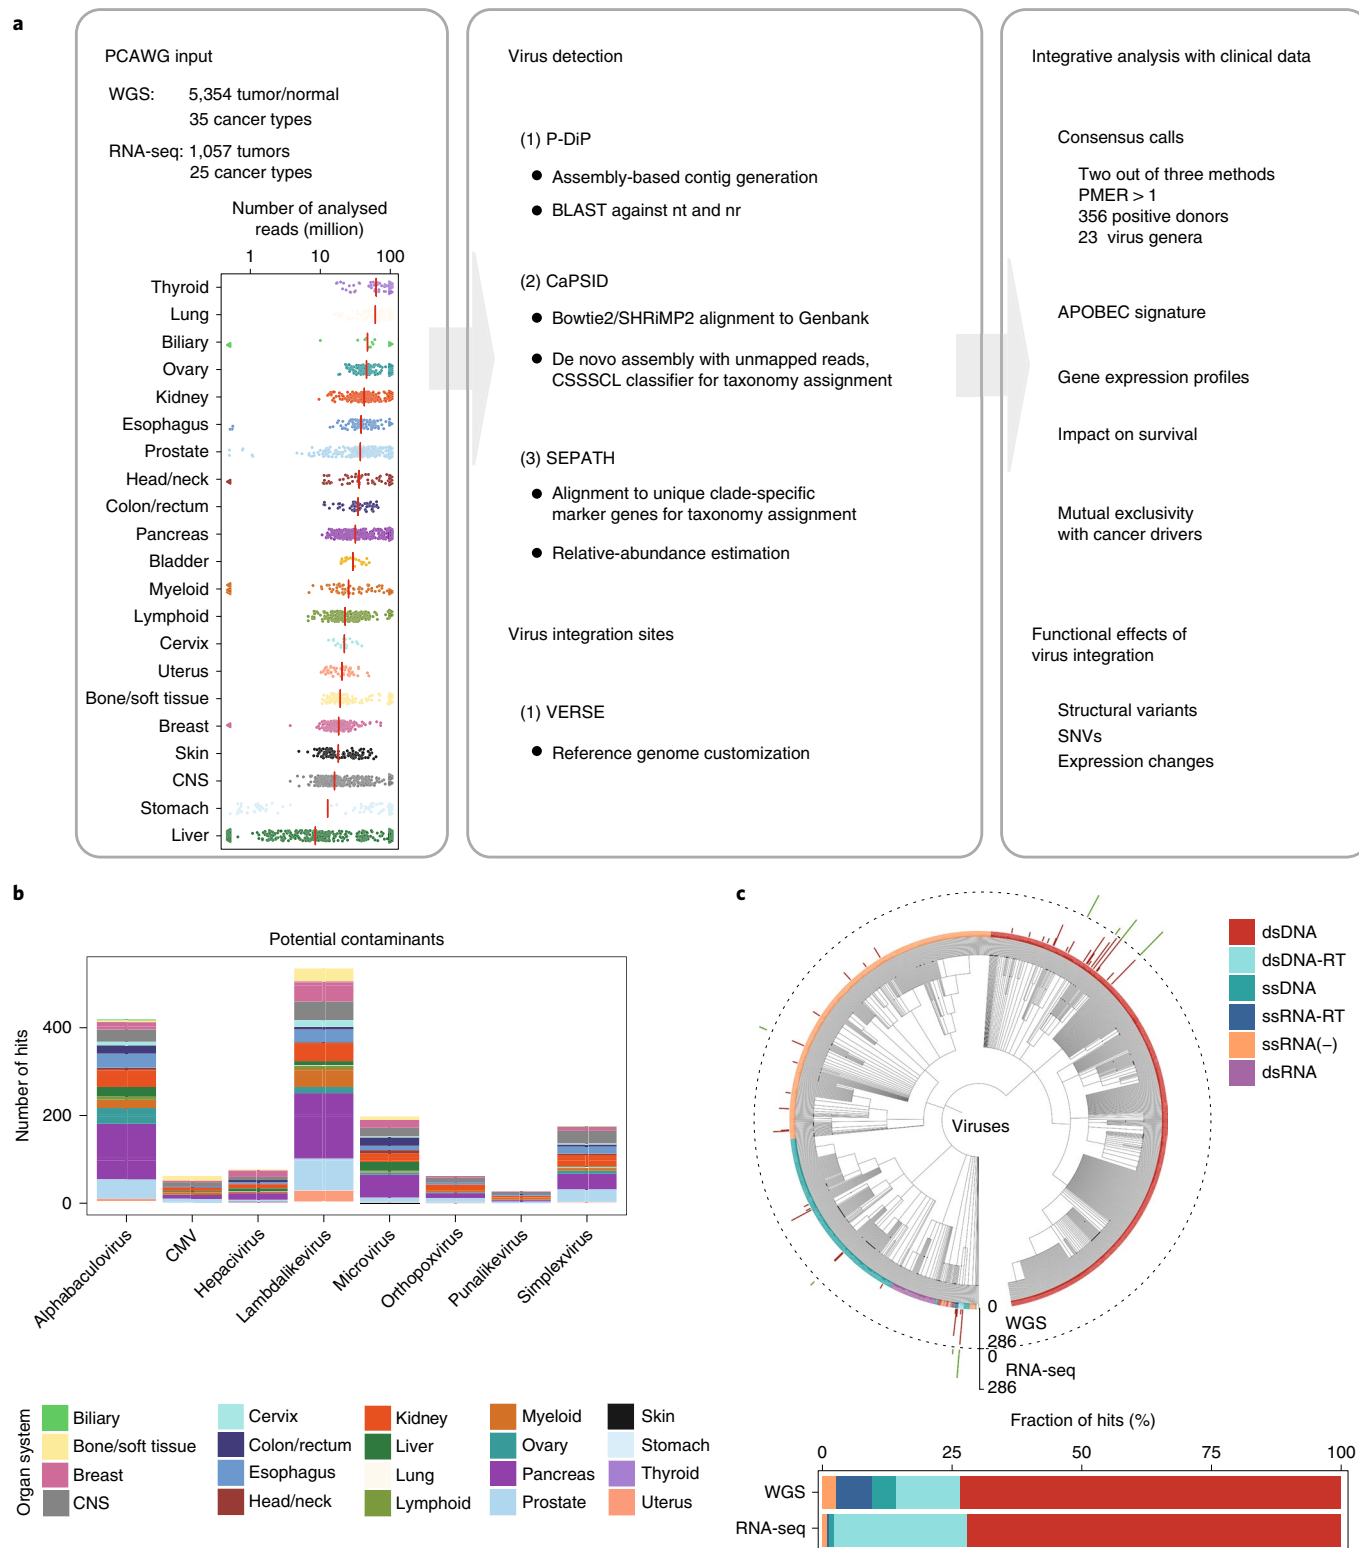 a
PCAWG input
WGS: 5,354 tumor/normal
35 cancer types
RNA-seq: 1,057 tumors
25 cancer types
Number of analysed
reads (million)
1 10 100
Thyroid
Lung
Biliary
Ovary
Kidney
Esophagus
Prostate
Head/neck
Colon/rectum
Pancreas
Bladder
Myeloid
Lymphoid
Cervix
Uterus
Bone/soft tissue
Breast
Skin
CNS
Stomach
Liver
Virus detection
(1) P-DiP
● Assembly-based contig generation
● BLAST against nt and nr
(2) CaPSID
● Bowtie2/SHRiMP2 alignment to Genbank
● De novo assembly with unmapped reads,
CSSSCL classifier for taxonomy assignment
(3) SEPATH
● Alignment to unique clade-specific
marker genes for taxonomy assignment
● Relative-abundance estimation
Virus integration sites
(1) VERSE
● Reference genome customization
Integrative analysis with clinical data
Consensus calls
Two out of three methods
PMER > 1
356 positive donors
23 virus genera
APOBEC signature
Gene expression profiles
Impact on survival
Mutual exclusivity
with cancer drivers
Functional effects of
virus integration
Structural variants
SNVs
Expression changes
b
Potential contaminants
Number of hits
400
200
0
Alphabaculovirus
CMV
Hepacivirus
Lambdalikevirus
Microvirus
Orthopoxvirus
Punalikevirus
Simplexvirus
Organ system
Biliary
Bone/soft tissue
Breast
CNS
Cervix
Colon/rectum
Esophagus
Head/neck
Kidney
Liver
Lung
Lymphoid
Myeloid
Ovary
Pancreas
Prostate
Skin
Stomach
Thyroid
Uterus
c
dsDNA
dsDNA-RT
ssDNA
ssRNA-RT
ssRNA(−)
dsRNA
Viruses
0
WGS
286
0
RNA-seq
286
Fraction of hits (%)
0 25 50 75 100
WGS
RNA-seq